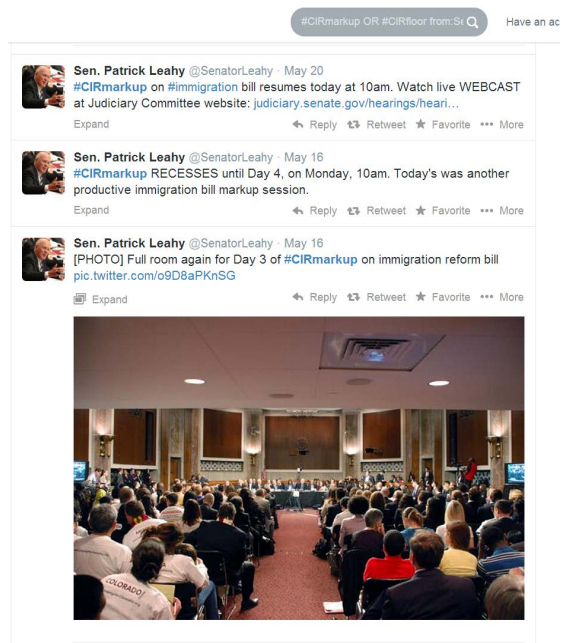 #CIRmarkup OR #CIRfloor from:Se
Have an ac
Sen. Patrick Leahy @SenatorLeahy · May 20
#CIRmarkup on #immigration bill resumes today at 10am. Watch live WEBCAST
at Judiciary Committee website: judiciary.senate.gov/hearings/heari…
Expand Reply Retweet Favorite More
Sen. Patrick Leahy @SenatorLeahy · May 16
#CIRmarkup RECESSES until Day 4, on Monday, 10am. Today's was another
productive immigration bill markup session.
Expand Reply Retweet Favorite More
Sen. Patrick Leahy @SenatorLeahy · May 16
[PHOTO] Full room again for Day 3 of #CIRmarkup on immigration reform bill
pic.twitter.com/o9D8aPKnSG
Expand Reply Retweet Favorite More
COLORADO